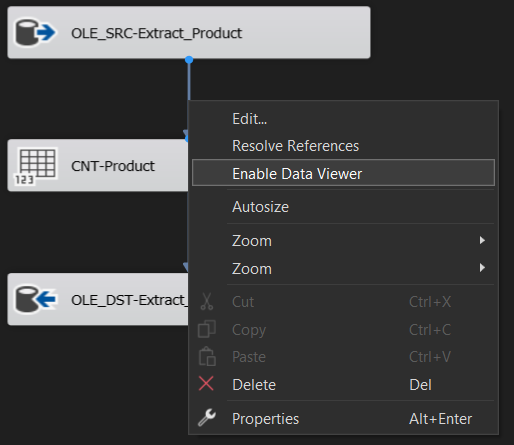 OLE_SRC-Extract_Product
Edit...
Resolve References
CNT-Product
123
Enable Data Viewer
Autosize
Zoom
Zoom
OLE_DST-Extract_
Cut Ctrl+X
Copy Ctrl+C
Paste Ctrl+V
Delete Del
Properties Alt+Enter